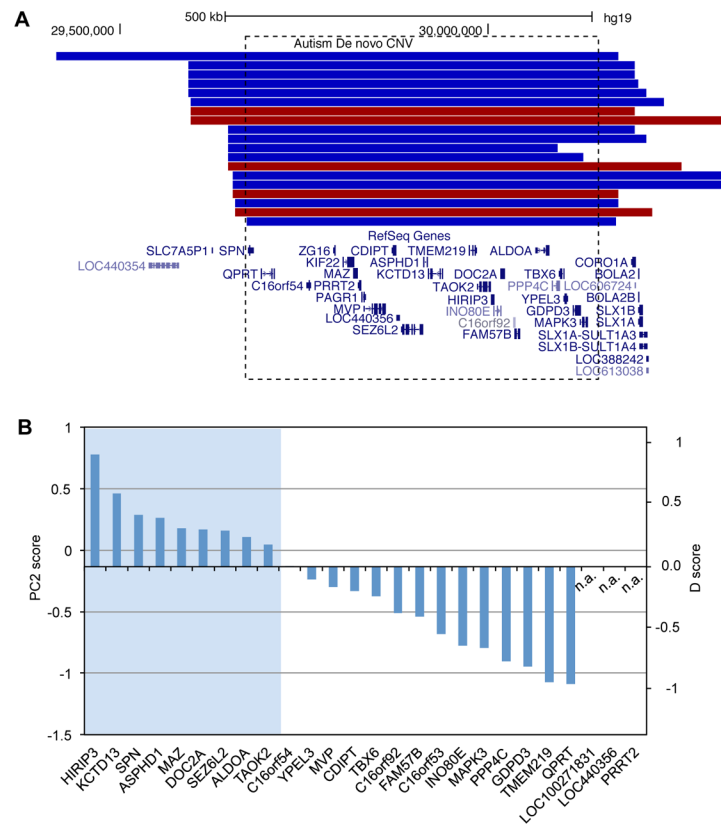 A
500 kb
hg19
29,500,000
30,000,000
Autism De novo CNV
RefSeq Genes
SLC7A5P1 SPN ZG16 CDIPT TMEM219 ALDOA
LOC440354 KIF22 ASPHD1 CORO1A
QPRT MAZ KCTD13 DOC2A TBX6 BOLA2
C16orf54 PRRT2 TAOK2 PPP4C LOC606724
PAGR1 HIRIP3 YPEL3 BOLA2B
MVP INO80E GDPD3 SLX1B
LOC440356 C16orf92 MAPK3 SLX1A
SEZ6L2 FAM57B SLX1A-SULT1A3
SLX1B-SULT1A4
LOC388242
LOC613038
B
PC2 score
1
0.5
0
-0.5
-1
-1.5
D score
1
0.5
0.0
-0.5
-1
n.a. n.a. n.a.
HIRIP3
KCTD13
SPN
ASPHD1
MAZ
DOC2A
SEZ6L2
ALDOA
TAOK2
C16orf54
YPEL3
MVP
CDIPT
TBX6
C16orf92
FAM57B
C16orf53
INO80E
MAPK3
PPP4C
GDPD3
TMEM219
QPRT
LOC100271831
LOC440356
PRRT2